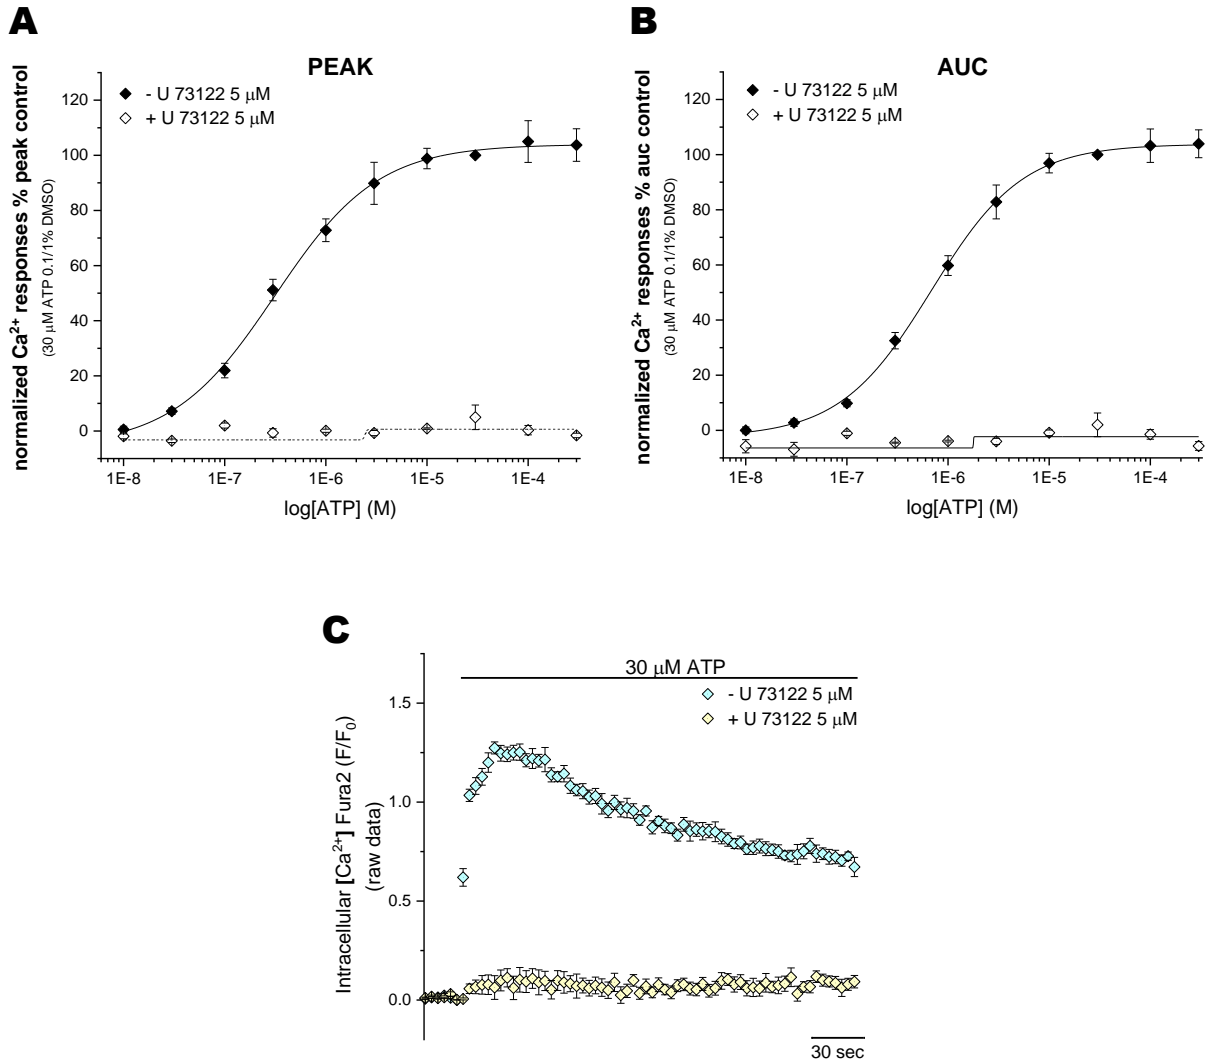 A
PEAK
- U 73122 5 μM
+ U 73122 5 μM
normalized Ca²⁺ responses % peak control
(30 μM ATP 0.1/1% DMSO)
120
100
80
60
40
20
0
1E-8 1E-7 1E-6 1E-5 1E-4
log[ATP] (M)
B
AUC
- U 73122 5 μM
+ U 73122 5 μM
normalized Ca²⁺ responses % auc control
(30 μM ATP 0.1/1% DMSO)
120
100
80
60
40
20
0
1E-8 1E-7 1E-6 1E-5 1E-4
log[ATP] (M)
C
30 μM ATP
- U 73122 5 μM
+ U 73122 5 μM
Intracellular [Ca²⁺] Fura2 (F/F₀)
(raw data)
1.5
1.0
0.5
0.0
30 sec